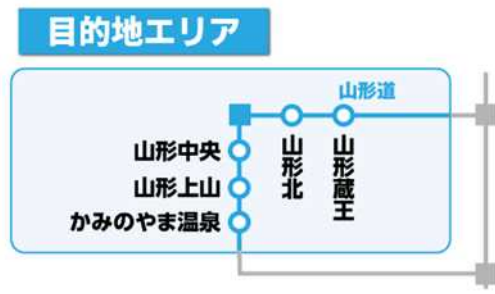 目的地エリア
山形道
山形中央
山形上山
かみのやま温泉
山形北
山形蔵王